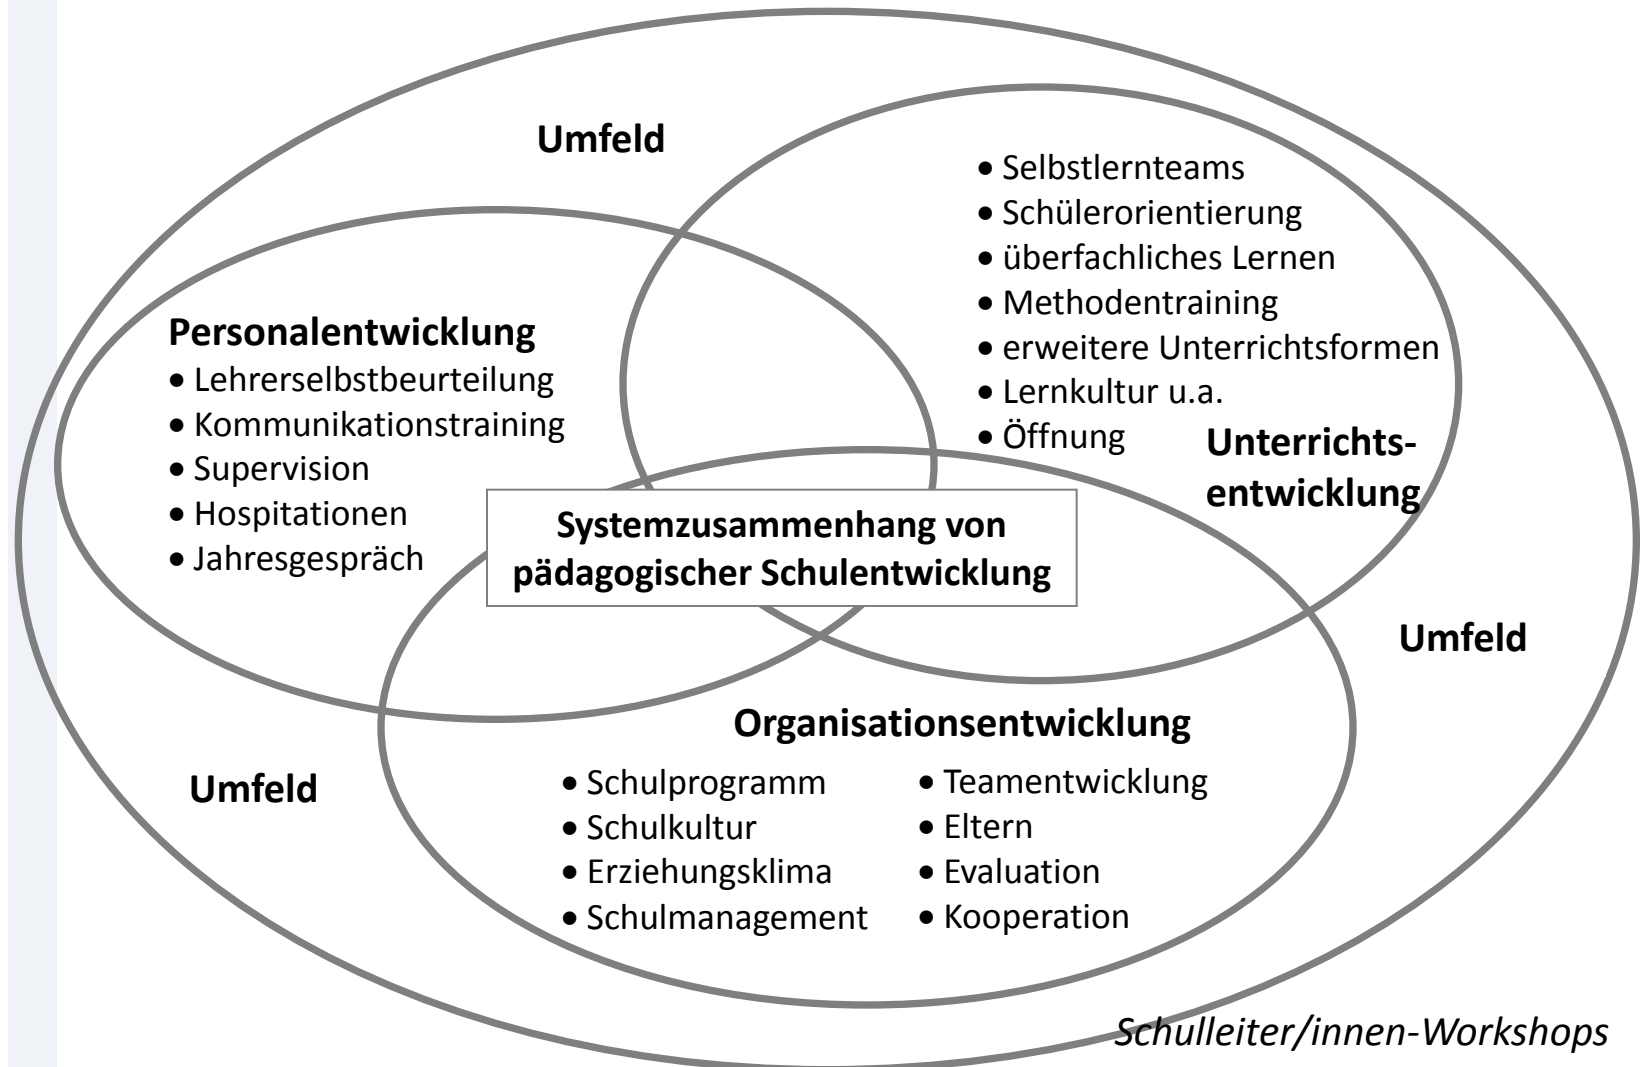 Umfeld
• Selbstlernteams
• Schülerorientierung
• überfachliches Lernen
• Methodentraining
• erweitere Unterrichtsformen
• Lernkultur u.a.
• Öffnung
Unterrichts-
entwicklung
Personalentwicklung
• Lehrerselbstbeurteilung
• Kommunikationstraining
• Supervision
• Hospitationen
• Jahresgespräch
Systemzusammenhang von
pädagogischer Schulentwicklung
Umfeld
Organisationsentwicklung
• Schulprogramm
• Schulkultur
• Erziehungsklima
• Schulmanagement
• Teamentwicklung
• Eltern
• Evaluation
• Kooperation
Umfeld
Schulleiter/innen-Workshops